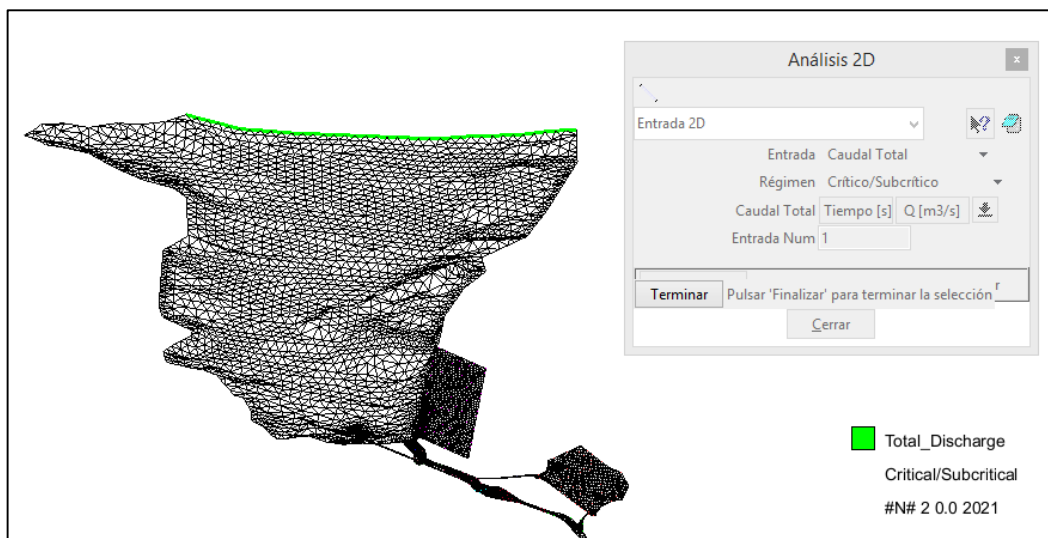 Análisis 2D
x
Entrada 2D
Entrada Caudal Total
Régimen Crítico/Subcrítico
Caudal Total Tiempo [s] Q [m3/s]
Entrada Num 1
Terminar Pulsar 'Finalizar' para terminar la selección
Cerrar
Total_Discharge
Critical/Subcritical
#N# 2 0.0 2021